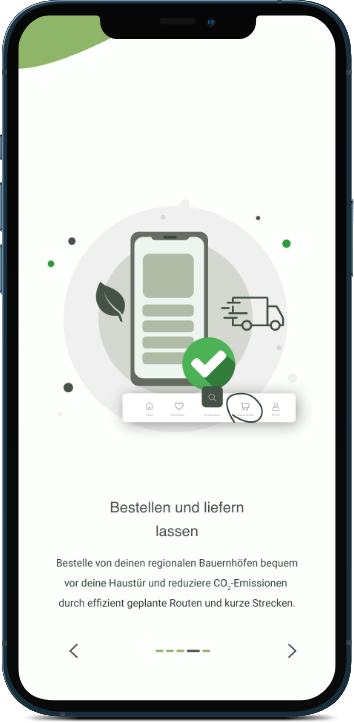 Bestellen und liefern
lassen
Bestelle von deinen regionalen Bauernhöfen bequem
vor deine Haustür und reduziere CO₂-Emissionen
durch effizient geplante Routen und kurze Strecken.